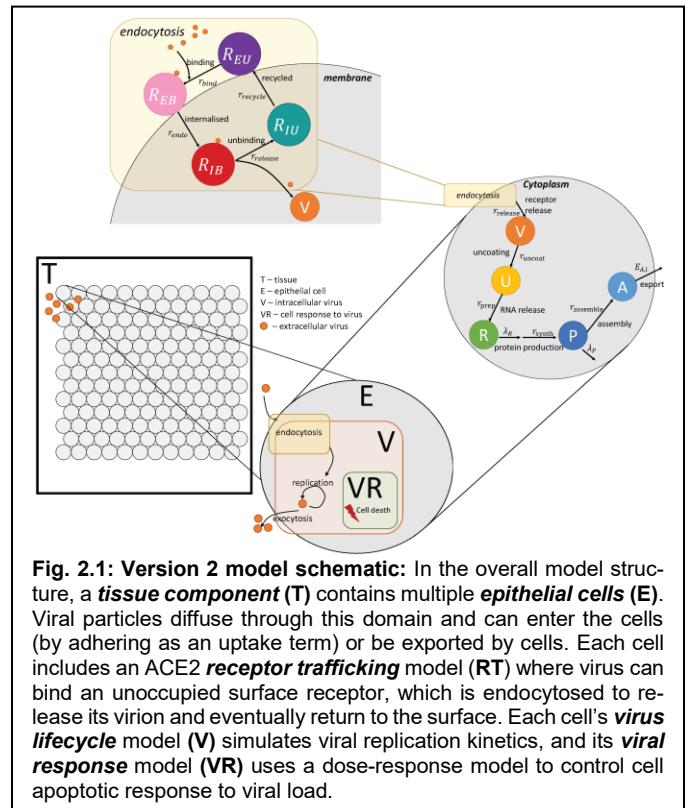 endocytosis
binding
R_EU
r_bind
R_EB
recycled
membrane
r_recycle
internalised
r_endo
unbinding
R_IU
R_IB
r_release
V
Cytoplasm
endocytosis
receptor
release
r_release
V
uncoating
r_uncoat
U
r_prep
RNA release
R
λ_R
r_synth
protein production
P
λ_P
r_assemble
assembly
A
E_A,I
export
T
T – tissue
E – epithelial cell
V – intracellular virus
VR – cell response to virus
– extracellular virus
E
endocytosis
V
replication
VR
Cell death
exocytosis
Fig. 2.1: Version 2 model schematic: In the overall model struc-
ture, a tissue component (T) contains multiple epithelial cells (E).
Viral particles diffuse through this domain and can enter the cells
(by adhering as an uptake term) or be exported by cells. Each cell
includes an ACE2 receptor trafficking model (RT) where virus can
bind an unoccupied surface receptor, which is endocytosed to re-
lease its virion and eventually return to the surface. Each cell’s virus
lifecycle model (V) simulates viral replication kinetics, and its viral
response model (VR) uses a dose-response model to control cell
apoptotic response to viral load.